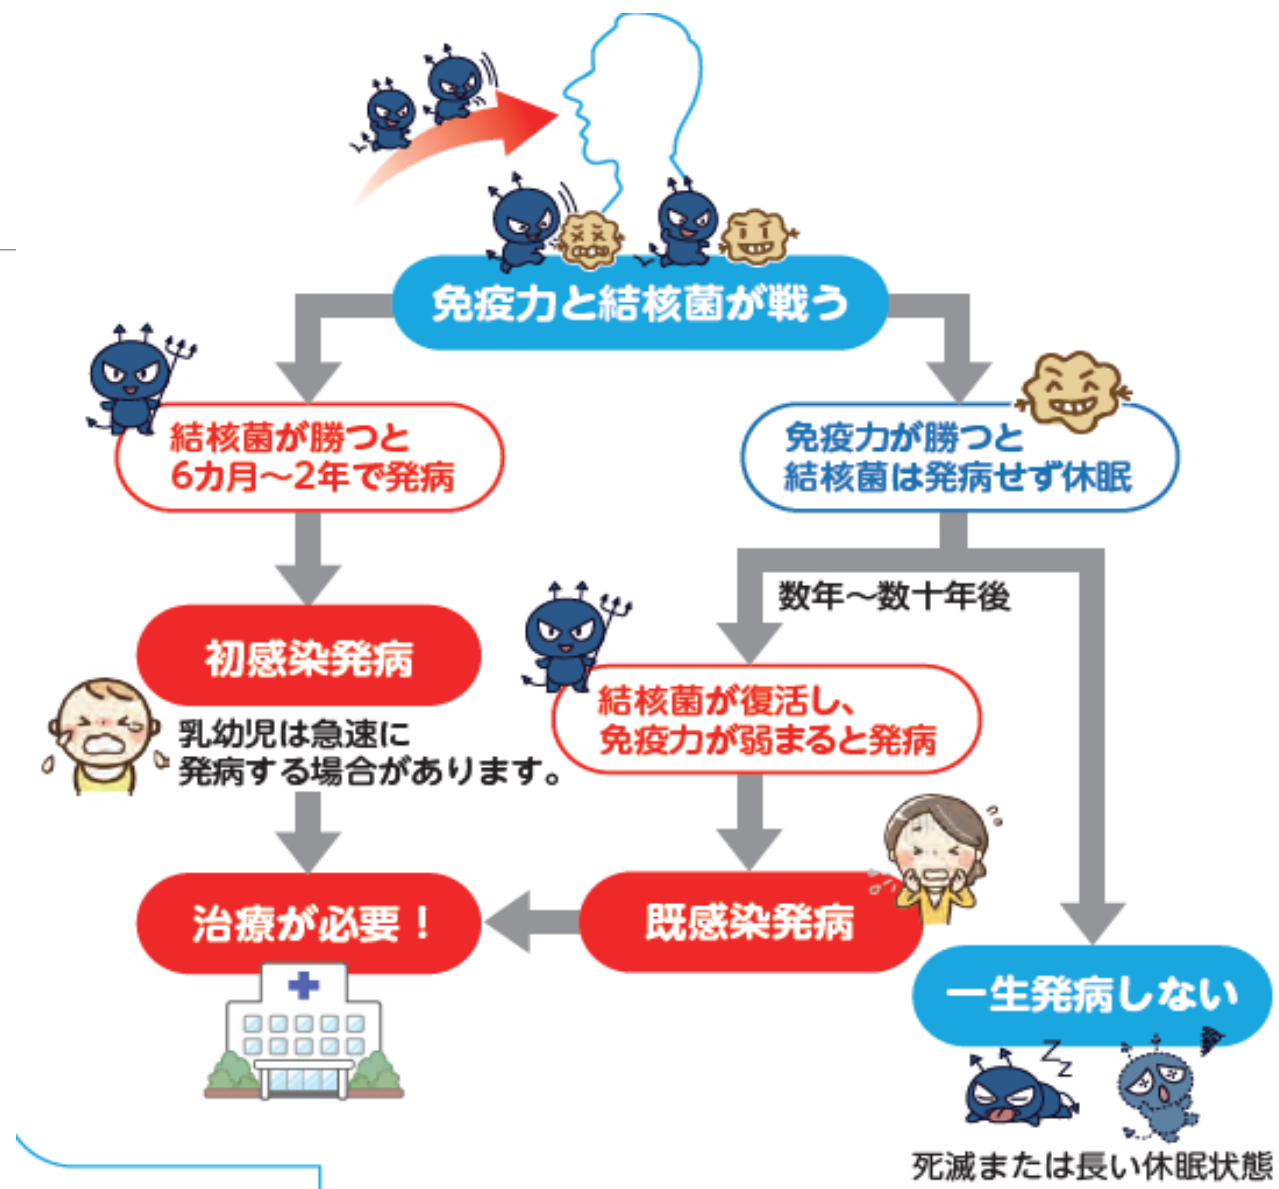 免疫力と結核菌が戦う
結核菌が勝つと
6カ月〜2年で発病
免疫力が勝つと
結核菌は発病せず休眠
数年〜数十年後
初感染発病
乳幼児は急速に
発病する場合があります。
結核菌が復活し、
免疫力が弱まると発病
治療が必要！
既感染発病
一生発病しない
ZZ
死滅または長い休眠状態